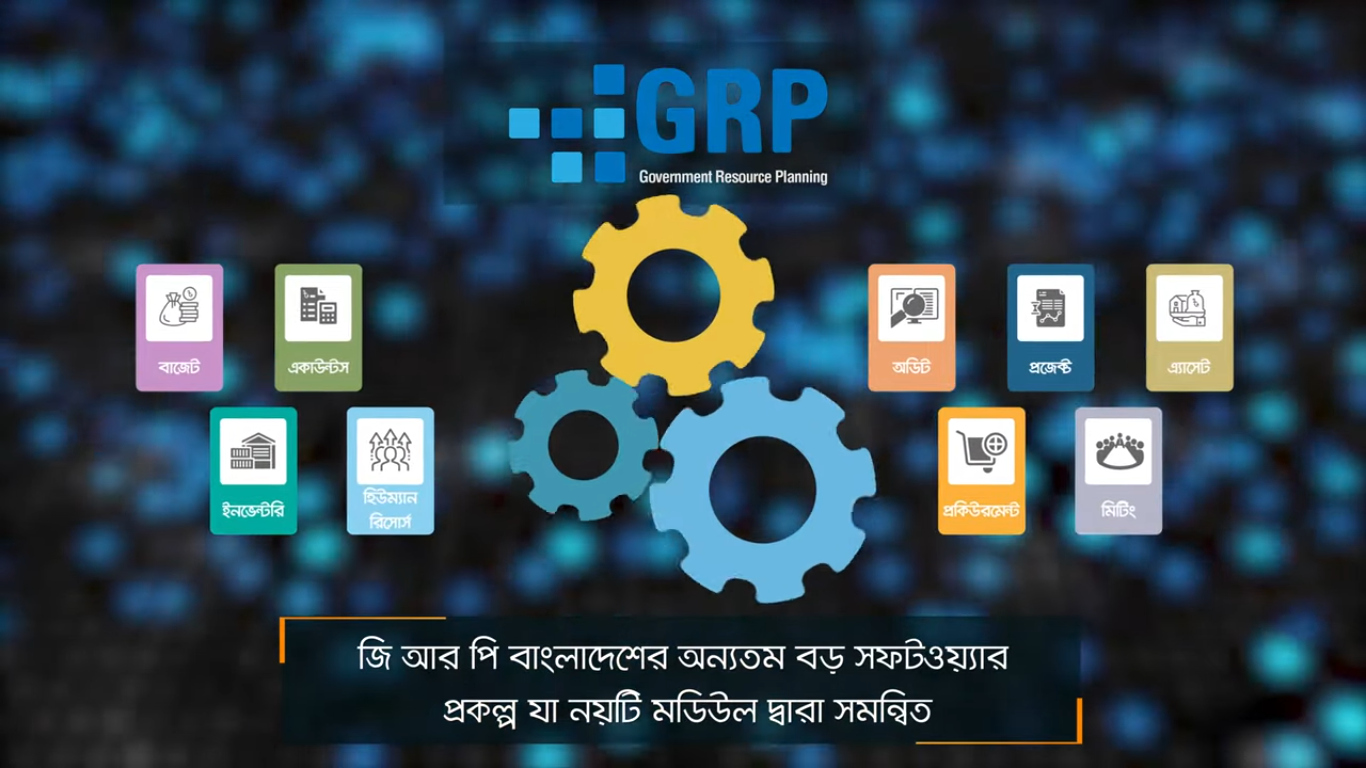 GRP
Government Resource Planning
বাজেট
একাউন্টস
অডিট
প্রজেক্ট
এ্যাসেট
ইনভেন্টরি
হিউম্যান
রিসোর্স
প্রকিউরমেন্ট
মিটিং
জি আর পি বাংলাদেশের অন্যতম বড় সফটওয়্যার
প্রকল্প যা নয়টি মডিউল দ্বারা সমন্বিত